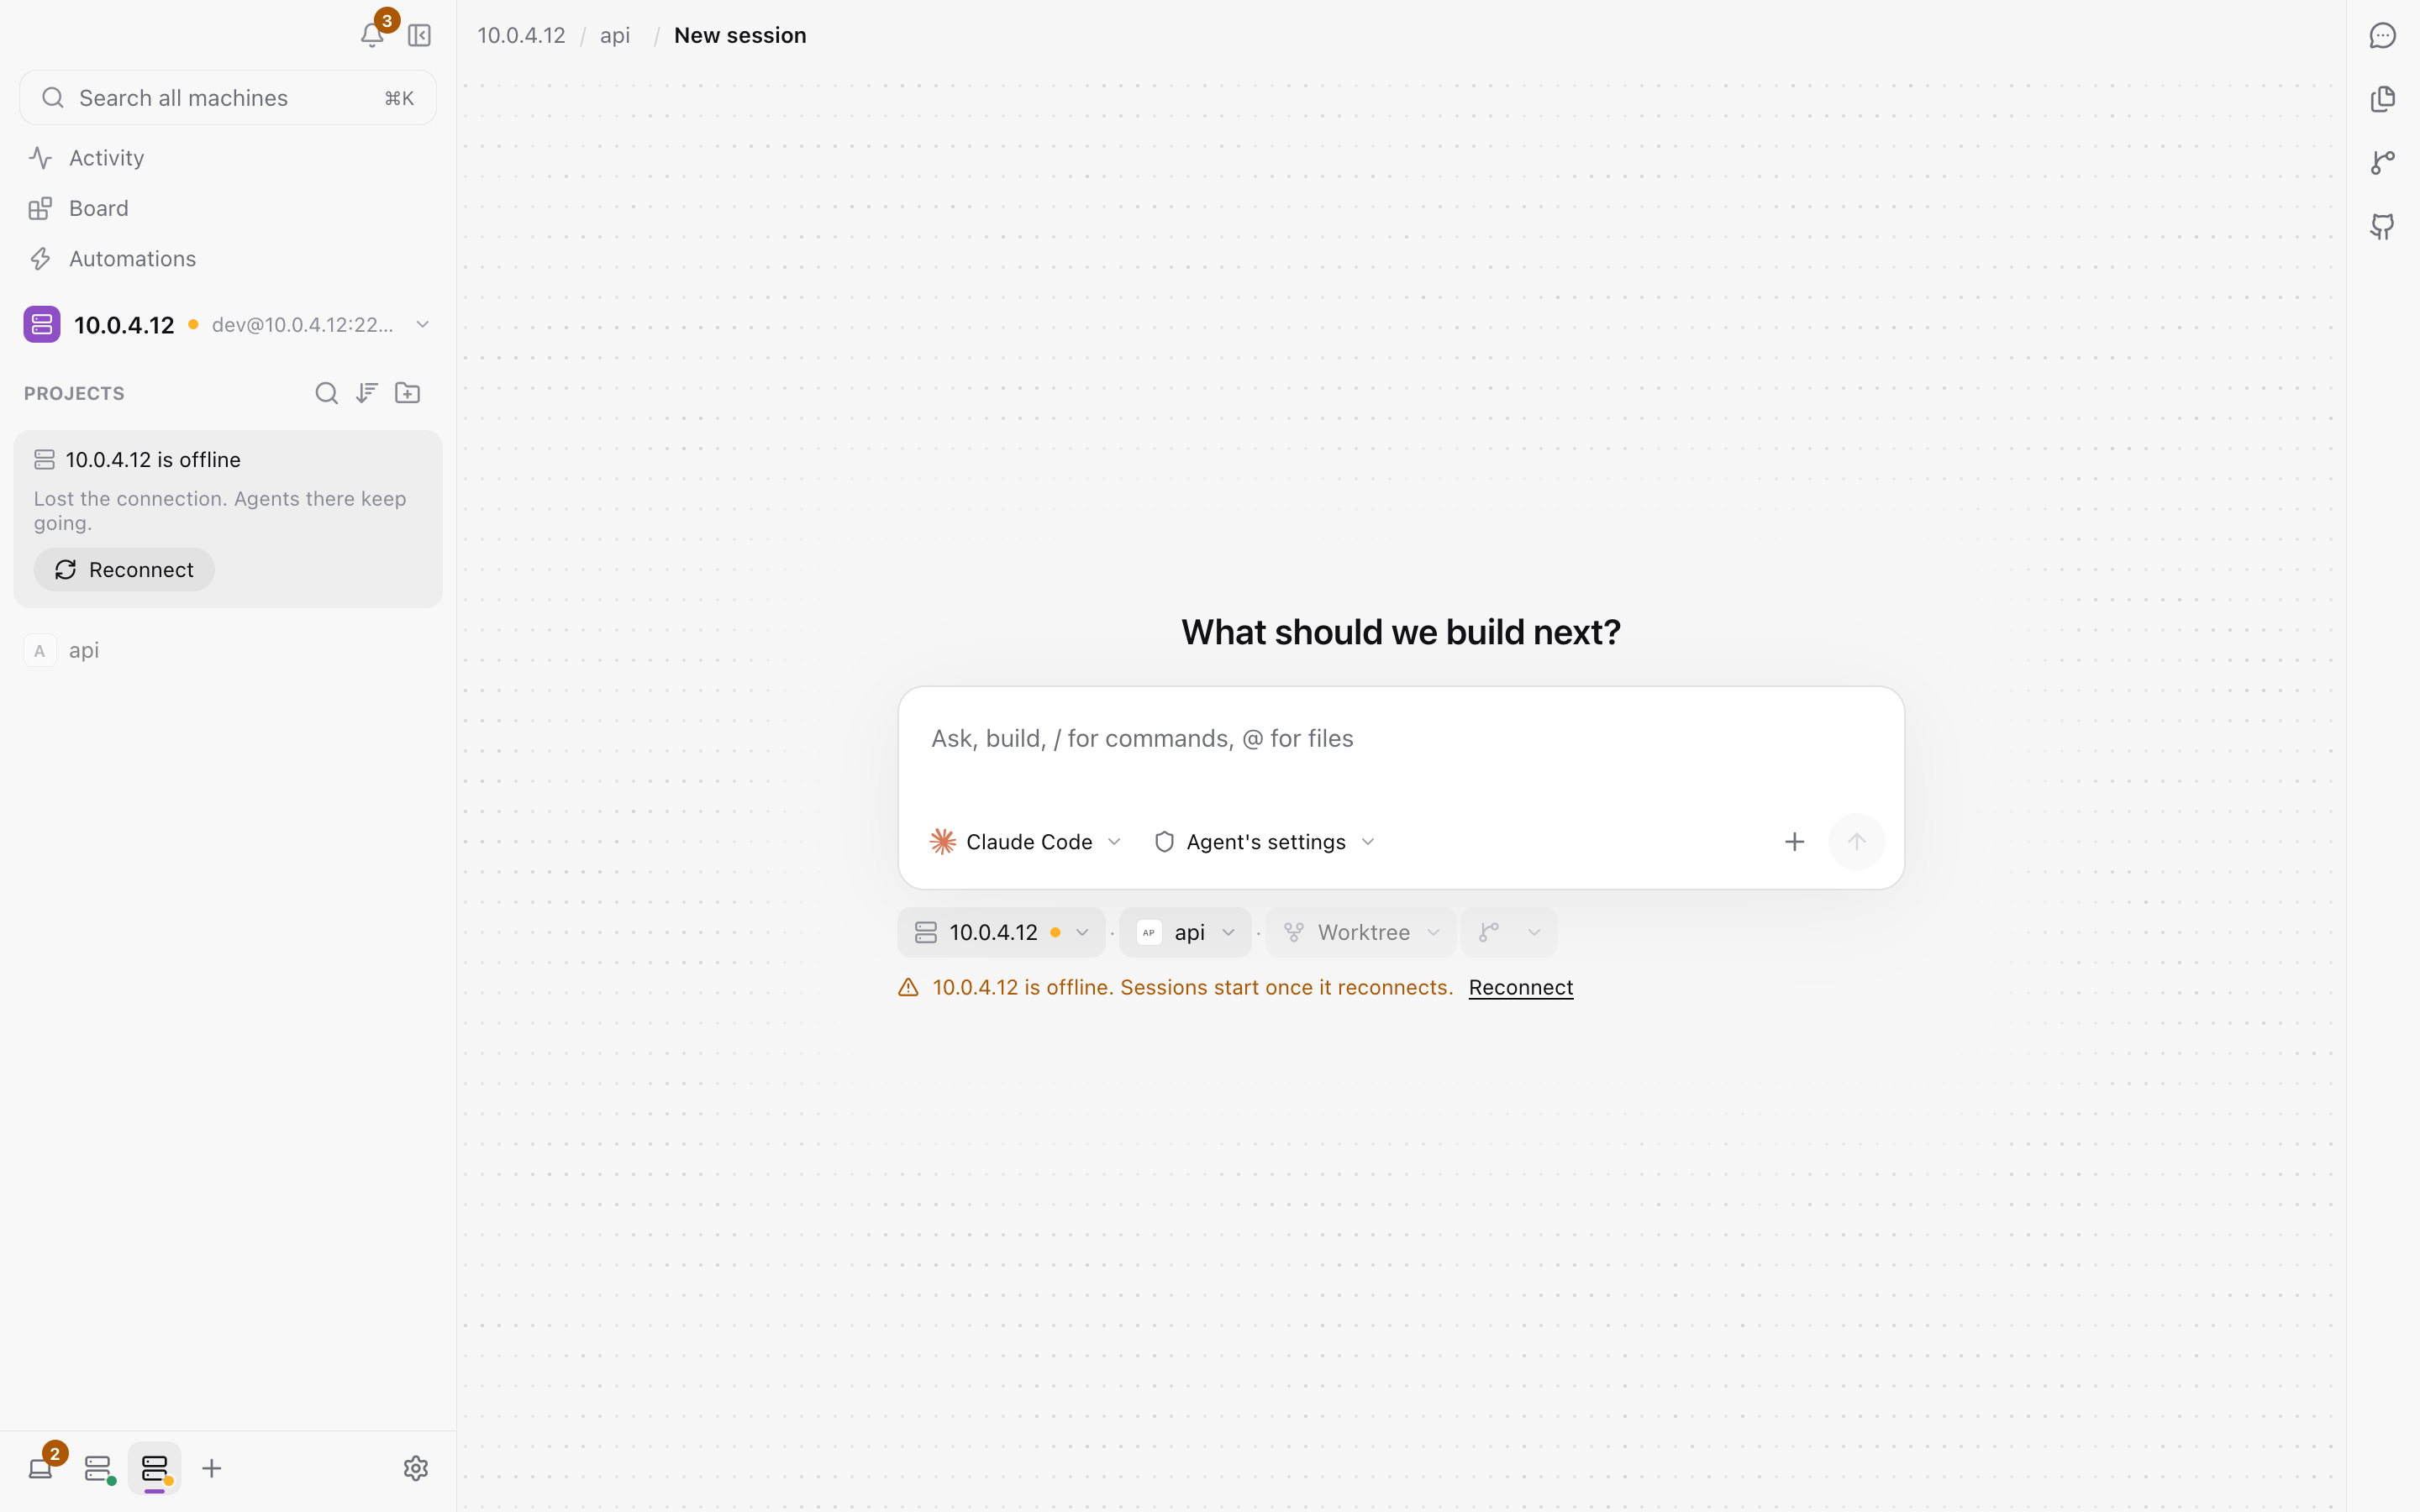 3
10.0.4.12 / api / New session
Search all machines ⌘K
Activity
Board
Automations
10.0.4.12 dev@10.0.4.12:22...
PROJECTS
10.0.4.12 is offline
Lost the connection. Agents there keep
going.
Reconnect
A api
What should we build next?
Ask, build, / for commands, @ for files
Claude Code Agent's settings
10.0.4.12 · AP api · Worktree
10.0.4.12 is offline. Sessions start once it reconnects. Reconnect
2